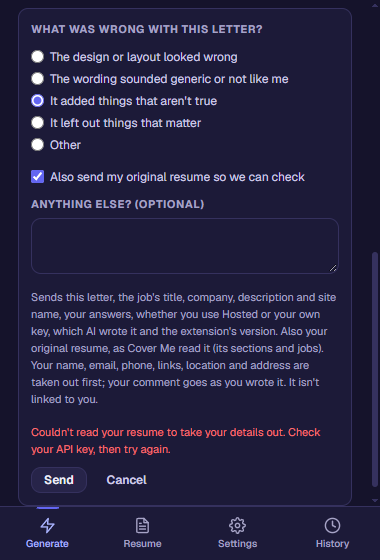 WHAT WAS WRONG WITH THIS LETTER?
The design or layout looked wrong
The wording sounded generic or not like me
It added things that aren't true
It left out things that matter
Other
Also send my original resume so we can check
ANYTHING ELSE? (OPTIONAL)
Sends this letter, the job's title, company, description and site
name, your answers, whether you use Hosted or your own
key, which AI wrote it and the extension's version. Also your
original resume, as Cover Me read it (its sections and jobs).
Your name, email, phone, links, location and address are
taken out first; your comment goes as you wrote it. It isn't
linked to you.
Couldn't read your resume to take your details out. Check
your API key, then try again.
Send Cancel
Generate Resume Settings History